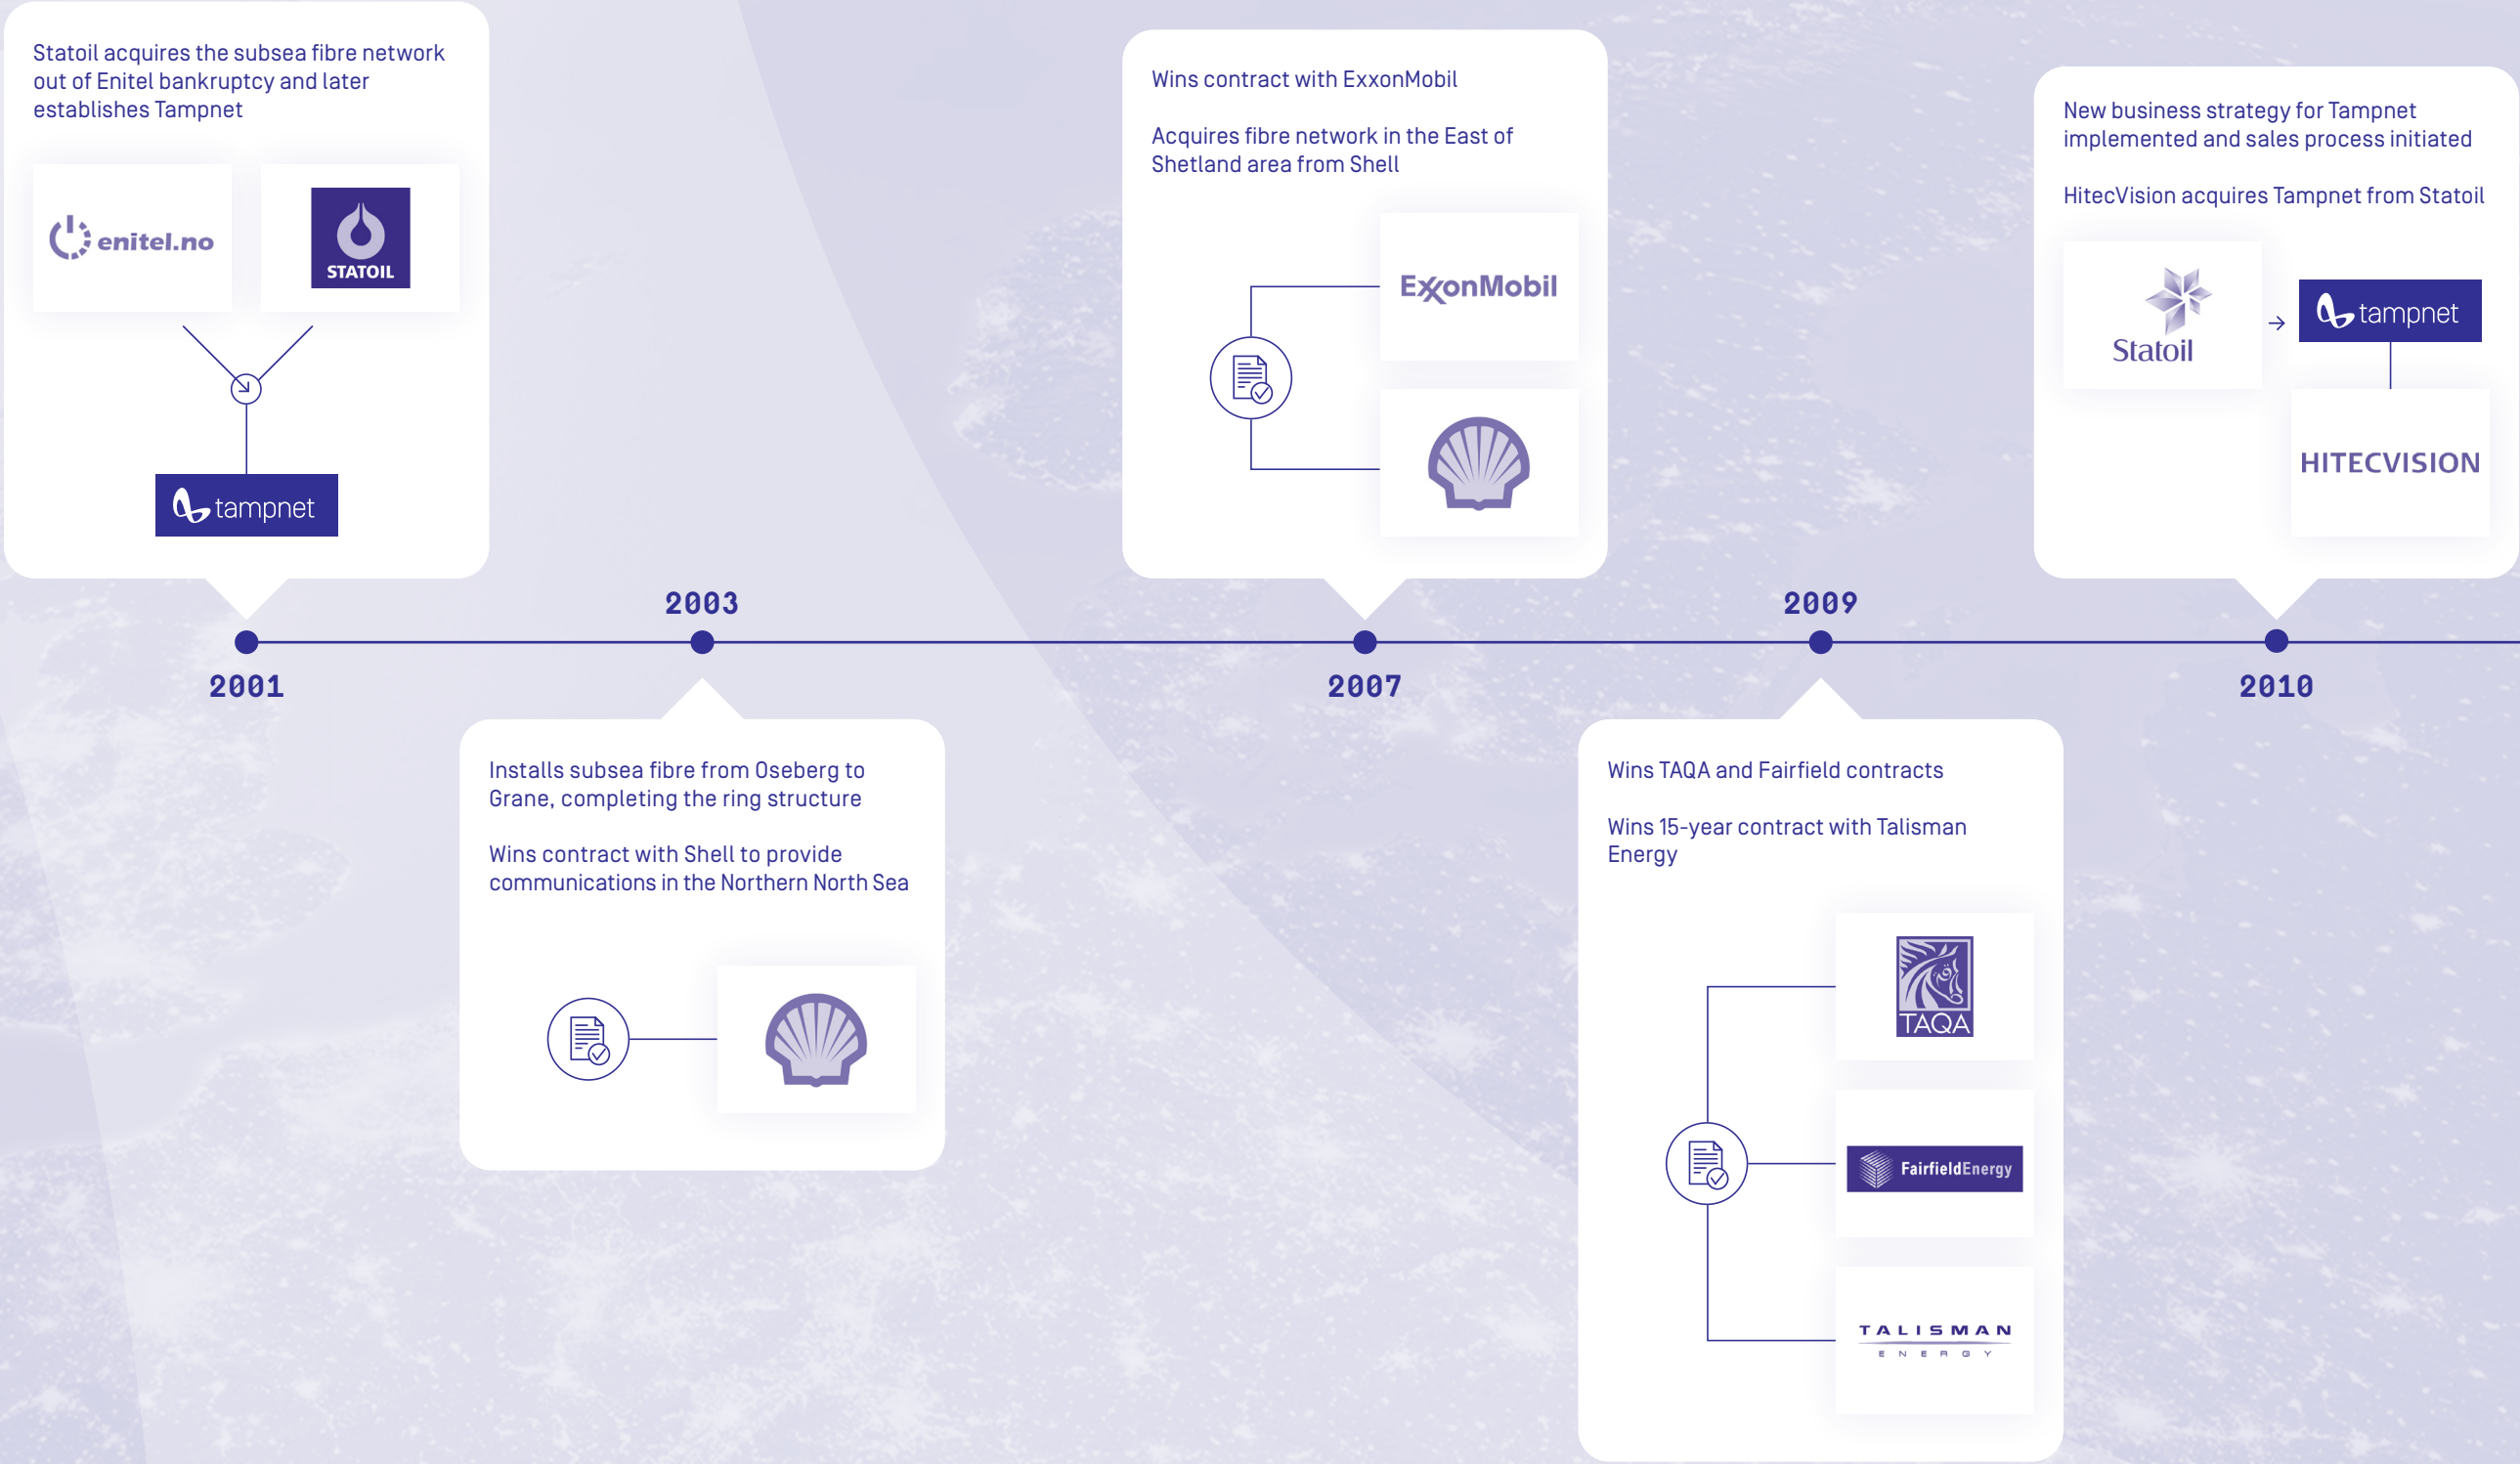 Statoil acquires the subsea fibre network
out of Enitel bankruptcy and later
establishes Tampnet
enitel.no
STATOIL
tampnet
2001
2003
Installs subsea fibre from Oseberg to
Grane, completing the ring structure
Wins contract with Shell to provide
communications in the Northern North Sea
Wins contract with ExxonMobil
Acquires fibre network in the East of
Shetland area from Shell
ExxonMobil
2007
2009
Wins TAQA and Fairfield contracts
Wins 15-year contract with Talisman
Energy
TAQA
FairfieldEnergy
TALISMAN
ENERGY
New business strategy for Tampnet
implemented and sales process initiated
HitecVision acquires Tampnet from Statoil
Statoil
tampnet
HITECVISION
2010